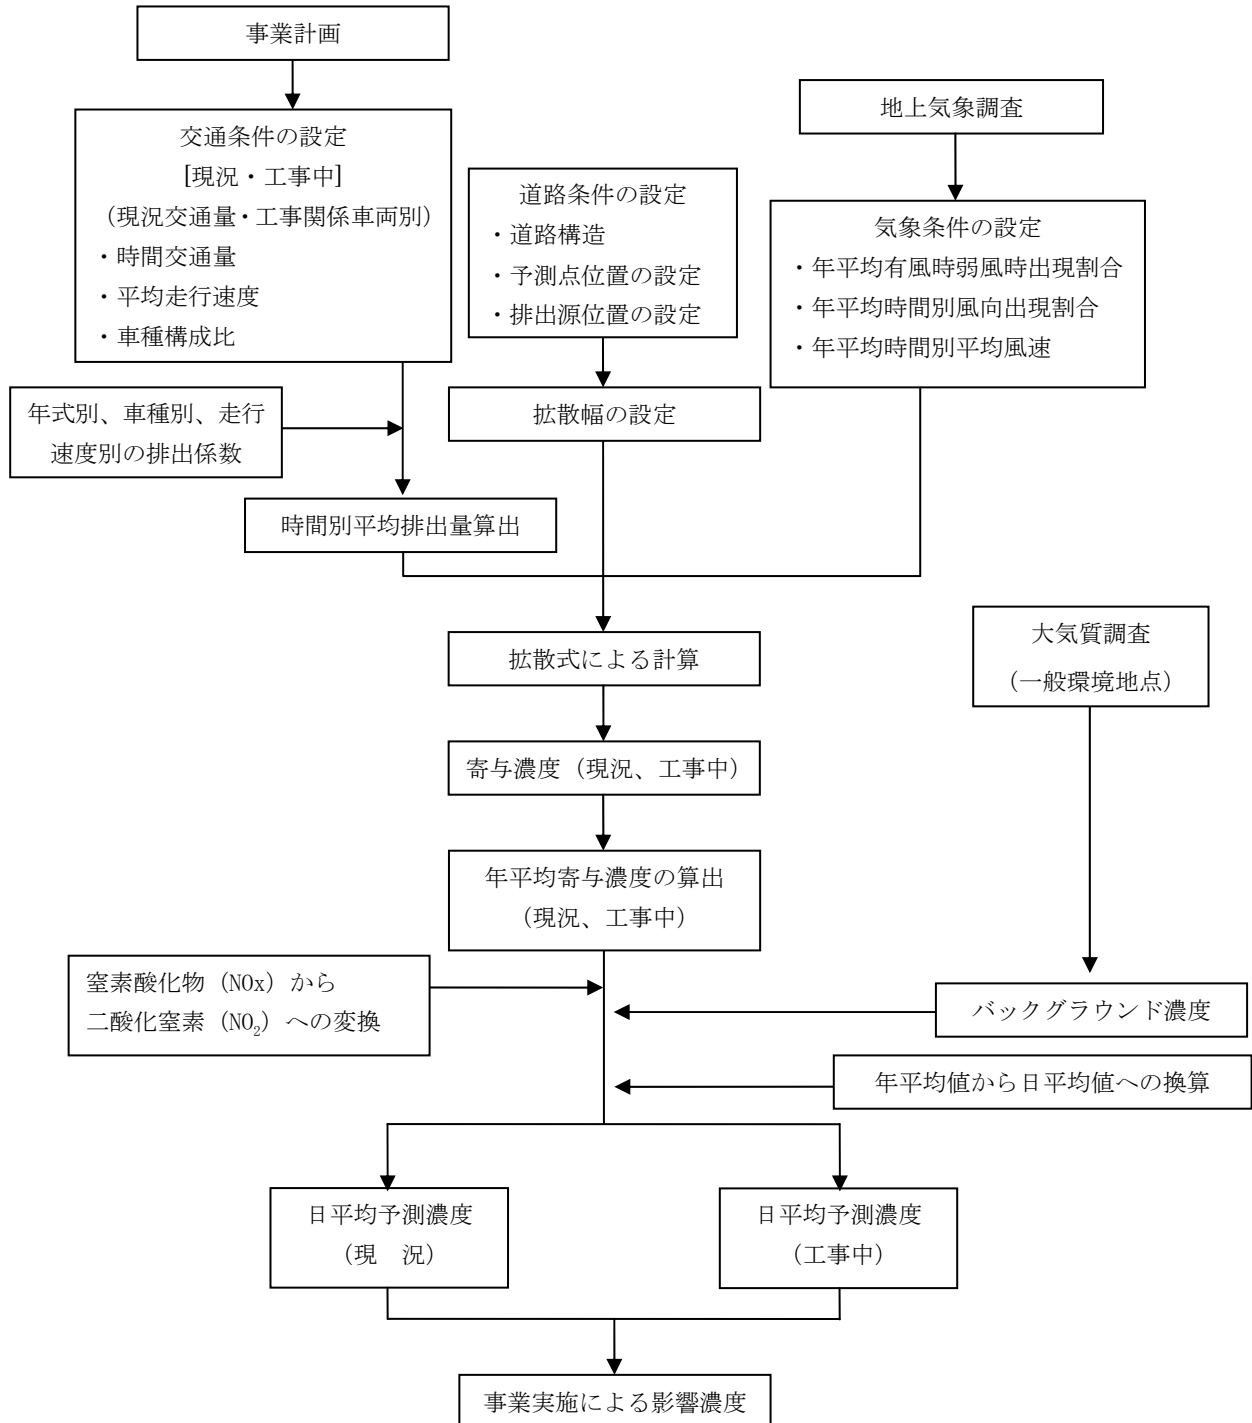 事業計画
交通条件の設定
[現況・工事中]
（現況交通量・工事関係車両別）
・時間交通量
・平均走行速度
・車種構成比
道路条件の設定
・道路構造
・予測点位置の設定
・排出源位置の設定
地上気象調査
気象条件の設定
・年平均有風時弱風時出現割合
・年平均時間別風向出現割合
・年平均時間別平均風速
年式別、車種別、走行
速度別の排出係数
拡散幅の設定
時間別平均排出量算出
拡散式による計算
大気質調査
（一般環境地点）
寄与濃度（現況、工事中）
年平均寄与濃度の算出
（現況、工事中）
窒素酸化物（NOx）から
二酸化窒素（NO₂）への変換
バックグラウンド濃度
年平均値から日平均値への換算
日平均予測濃度
（現　況）
日平均予測濃度
（工事中）
事業実施による影響濃度